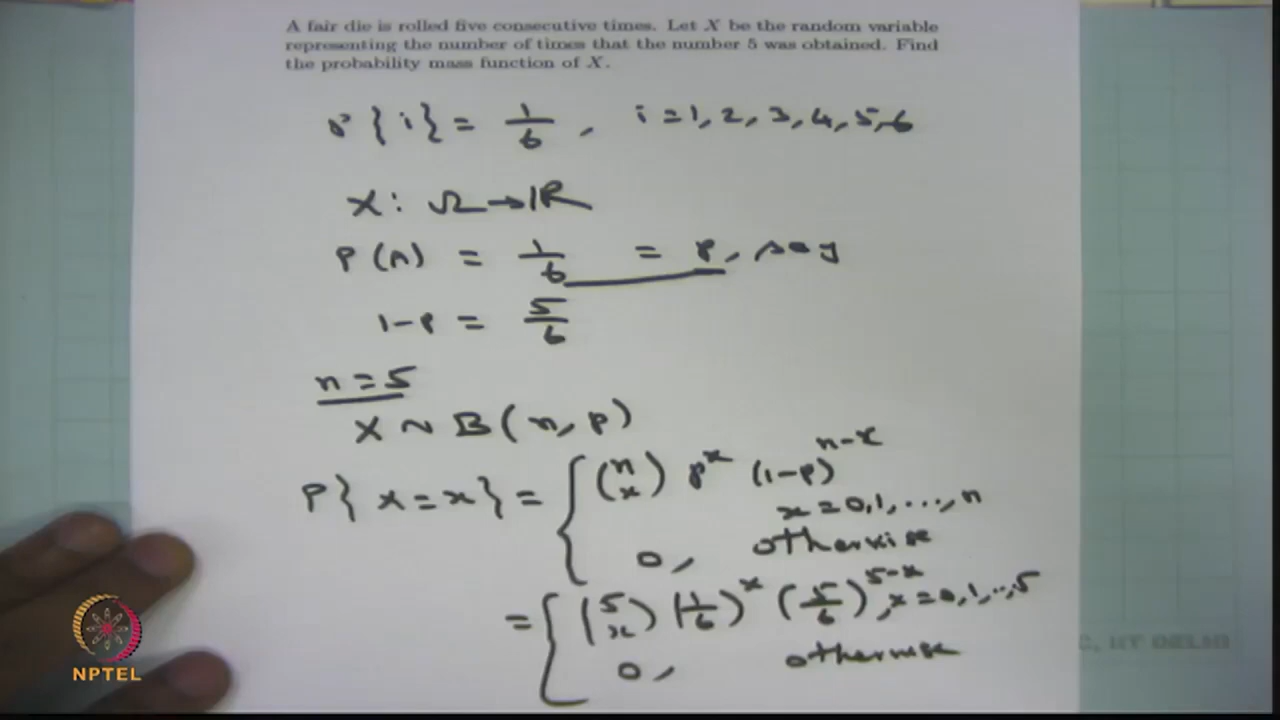 A fair die is rolled five consecutive times. Let X be the random variable
representing the number of times that the number 5 was obtained. Find
the probability mass function of X.
P{i} = 1/6, i = 1, 2, 3, 4, 5, 6
X : Ω → ℝ
P(A) = 1/6 = p, say
1-p = 5/6
n = 5
X ~ B(n, p)
P{X = x} = { (n x) p^x (1-p)^{n-x}
x = 0, 1, ..., n
0, otherwise
= { (5 x) (1/6)^x (5/6)^{5-x}, x = 0, 1, .., 5
0, otherwise
NPTEL
IIT DELHI